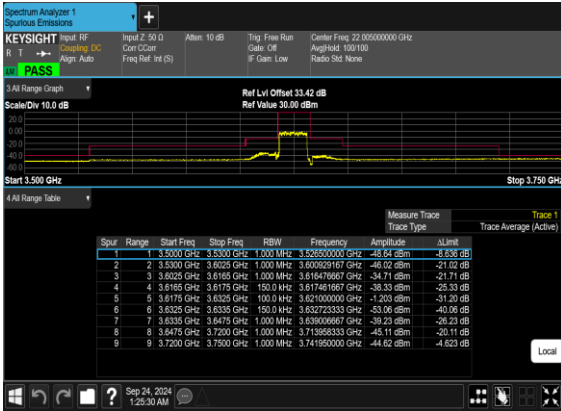 Spectrum Analyzer 1
Spurious Emissions
+
KEYSIGHT Input: RF Input Z: 50 Ω Atten: 10 dB Trig: Free Run Center Freq: 22.005000000 GHz
R T Coupling: DC Corr CCorr Gate: Off Avg|Hold: 100/100
Align: Auto Freq Ref: Int (S) IF Gain: Low Radio Std: None
PASS
3 All Range Graph
Ref Lvl Offset 33.42 dB
Scale/Div 10.0 dB Ref Value 30.00 dBm
20.0
0.00
-20.0
-40.0
-60.0
Start 3.500 GHz Stop 3.750 GHz
4 All Range Table
Measure Trace Trace 1
Trace Type Trace Average (Active)
Spur Range Start Freq Stop Freq RBW Frequency Amplitude ΔLimit
1 1 3.5000 GHz 3.5300 GHz 1.000 MHz 3.526500000 GHz -48.64 dBm -8.636 dB
2 2 3.5300 GHz 3.6025 GHz 1.000 MHz 3.600929167 GHz -46.02 dBm -21.02 dB
3 3 3.6025 GHz 3.6165 GHz 1.000 MHz 3.616476667 GHz -34.71 dBm -21.71 dB
4 4 3.6165 GHz 3.6175 GHz 150.0 kHz 3.617461667 GHz -38.33 dBm -25.33 dB
5 5 3.6175 GHz 3.6325 GHz 100.0 kHz 3.621000000 GHz -1.203 dBm -31.20 dB
6 6 3.6325 GHz 3.6335 GHz 150.0 kHz 3.632723333 GHz -53.06 dBm -40.06 dB
7 7 3.6335 GHz 3.6475 GHz 1.000 MHz 3.639006667 GHz -39.23 dBm -26.23 dB
8 8 3.6475 GHz 3.7200 GHz 1.000 MHz 3.713958333 GHz -45.11 dBm -20.11 dB
9 9 3.7200 GHz 3.7500 GHz 1.000 MHz 3.741950000 GHz -44.62 dBm -4.623 dB
Local
? Sep 24, 2024
1:25:30 AM